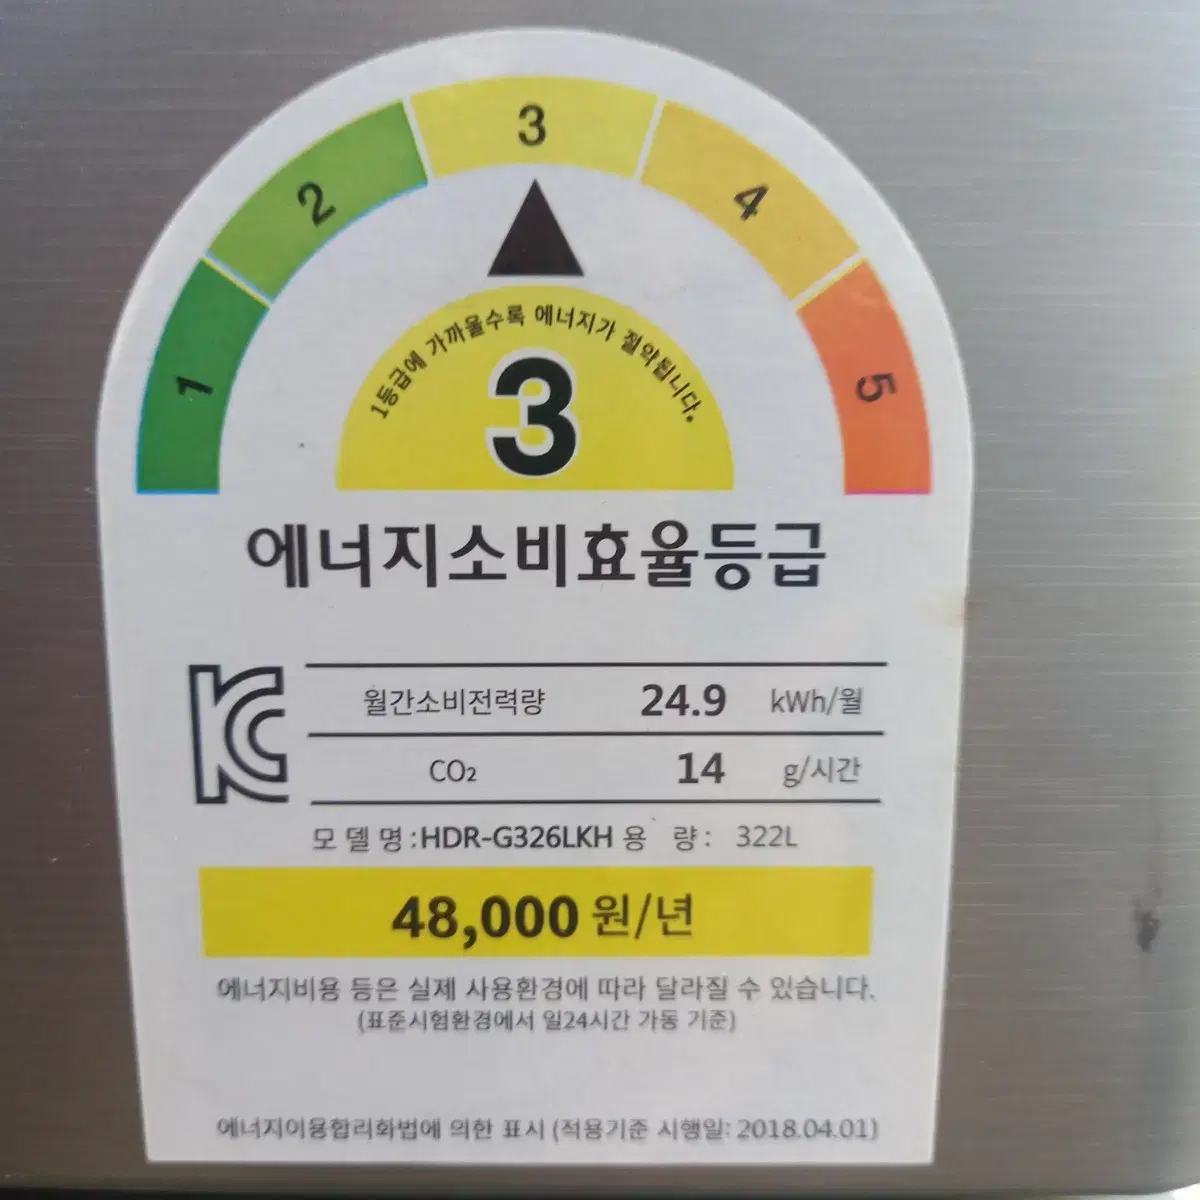 3
2
4
1
5
1등급에 가까울수록 에너지가 절약됩니다.
3
에너지소비효율등급
월간소비전력량 24.9 kWh/월
CO₂ 14 g/시간
모 델 명 : HDR-G326LKH 용 량 : 322L
48,000 원/년
에너지비용 등은 실제 사용환경에 따라 달라질 수 있습니다.
(표준시험환경에서 일24시간 가동 기준)
에너지이용합리화법에 의한 표시 (적용기준 시행일: 2018.04.01)